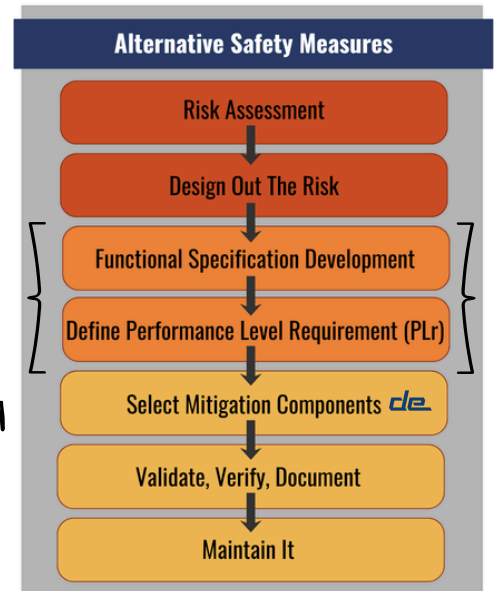 Alternative Safety Measures
Risk Assessment
Design Out The Risk
Functional Specification Development
Define Performance Level Requirement (PLr)
Select Mitigation Components de
Validate, Verify, Document
Maintain It